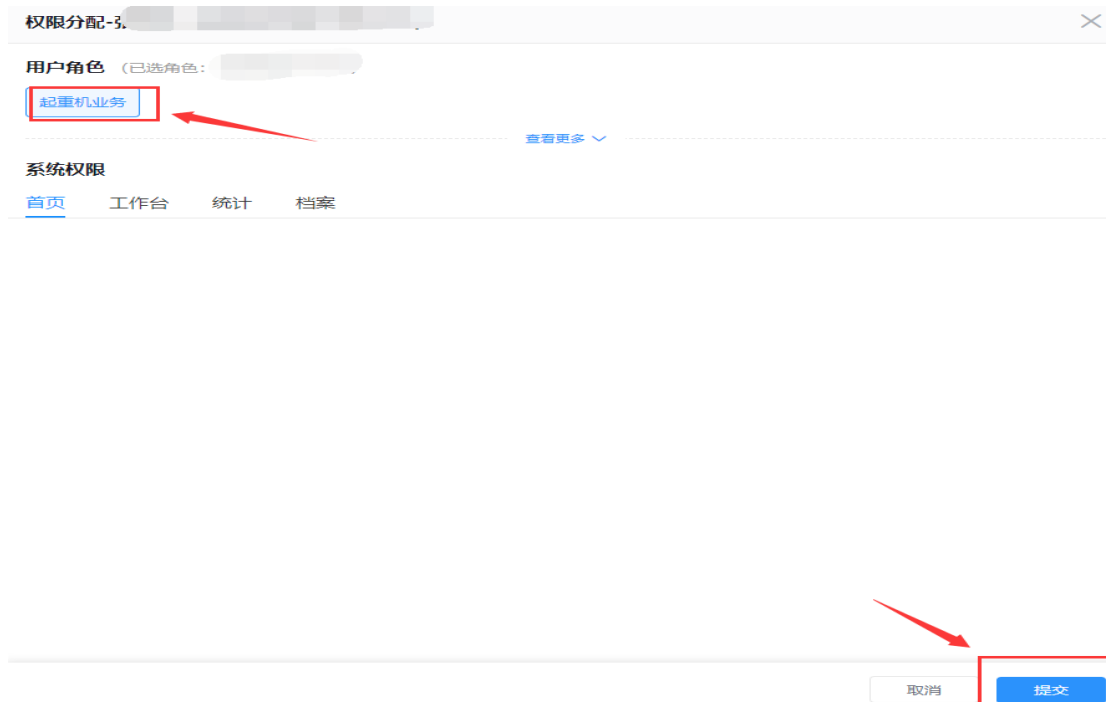 权限分配-张
用户角色 (已选角色:
起重机业务
查看更多
系统权限
首页 工作台 统计 档案
取消 提交